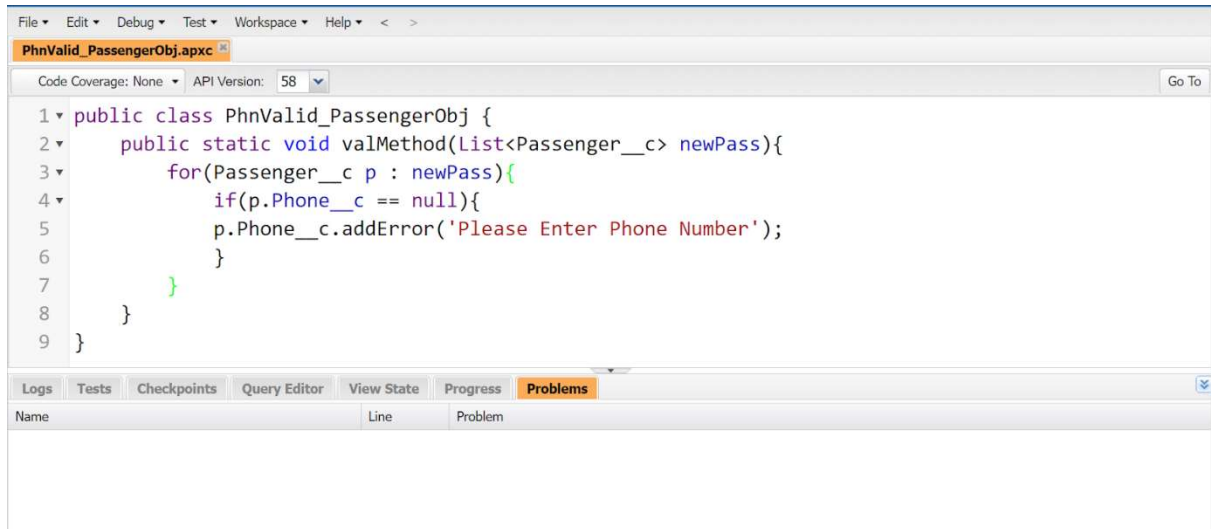 File Edit Debug Test Workspace Help < >
PhnValid_PassengerObj.apxc
Code Coverage: None API Version: 58 Go To
1 public class PhnValid_PassengerObj {
2 public static void valMethod(List<Passenger__c> newPass){
3 for(Passenger__c p : newPass){
4 if(p.Phone__c == null){
5 p.Phone__c.addError('Please Enter Phone Number');
6 }
7 }
8 }
9 }
Logs Tests Checkpoints Query Editor View State Progress Problems
Name Line Problem